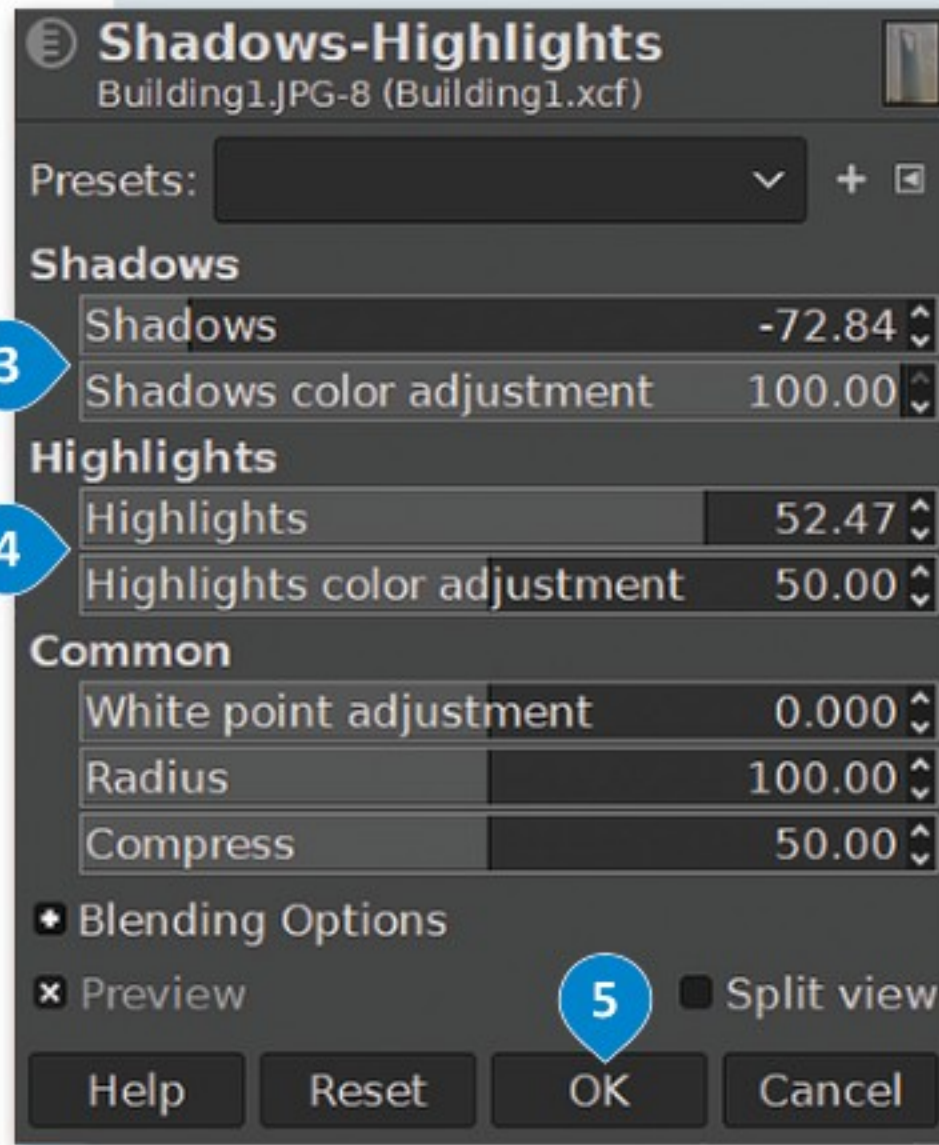 Shadows-Highlights
Building1.JPG-8 (Building1.xcf)
Presets:
Shadows
Shadows -72.84
3
Shadows color adjustment 100.00
Highlights
Highlights 52.47
4
Highlights color adjustment 50.00
Common
White point adjustment 0.000
Radius 100.00
Compress 50.00
Blending Options
Preview
5
Split view
Help Reset OK Cancel